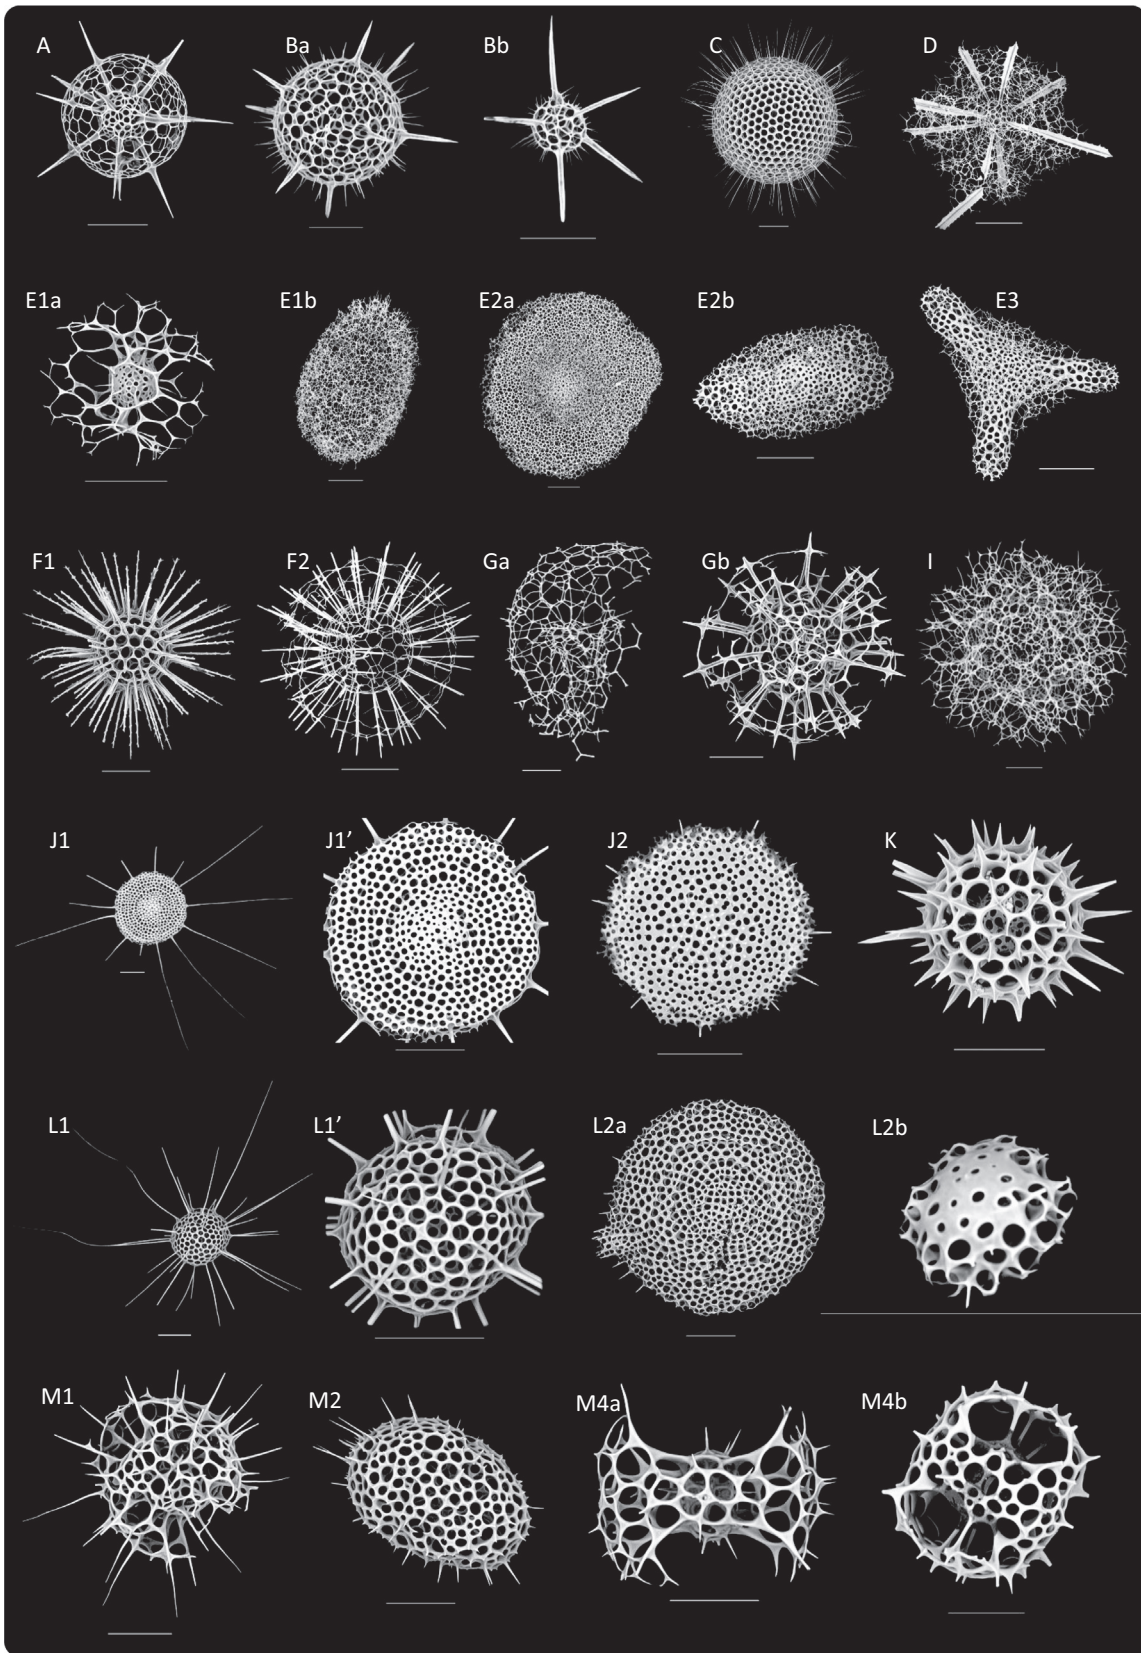 A Ba Bb C D
E1a E1b E2a E2b E3
F1 F2 Ga Gb I
J1 J1’ J2 K
L1 L1’ L2a L2b
M1 M2 M4a M4b